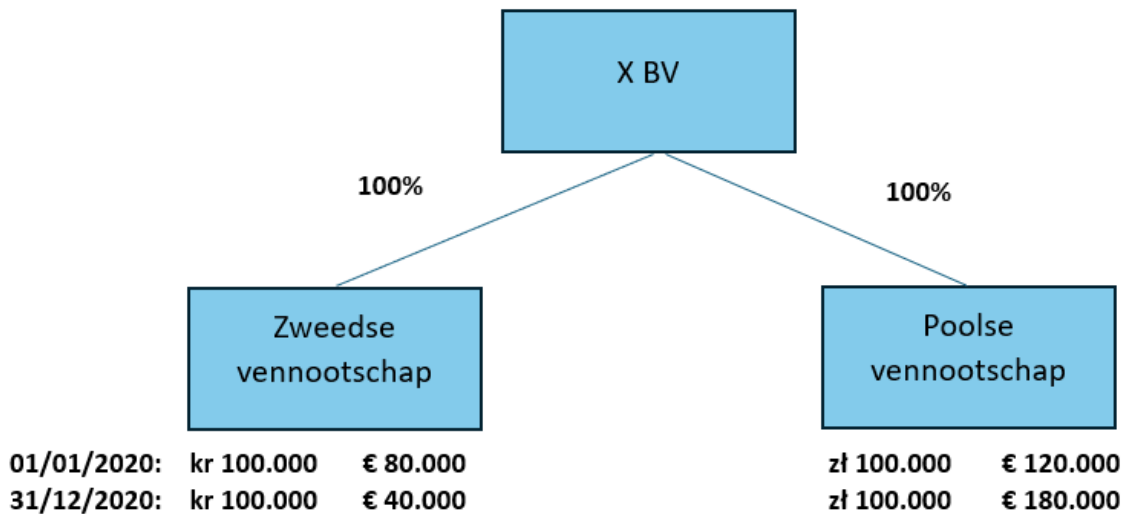 X BV
100%
100%
Zweedse
vennootschap
Poolse
vennootschap
01/01/2020: kr 100.000 € 80.000 zł 100.000 € 120.000
31/12/2020: kr 100.000 € 40.000 zł 100.000 € 180.000